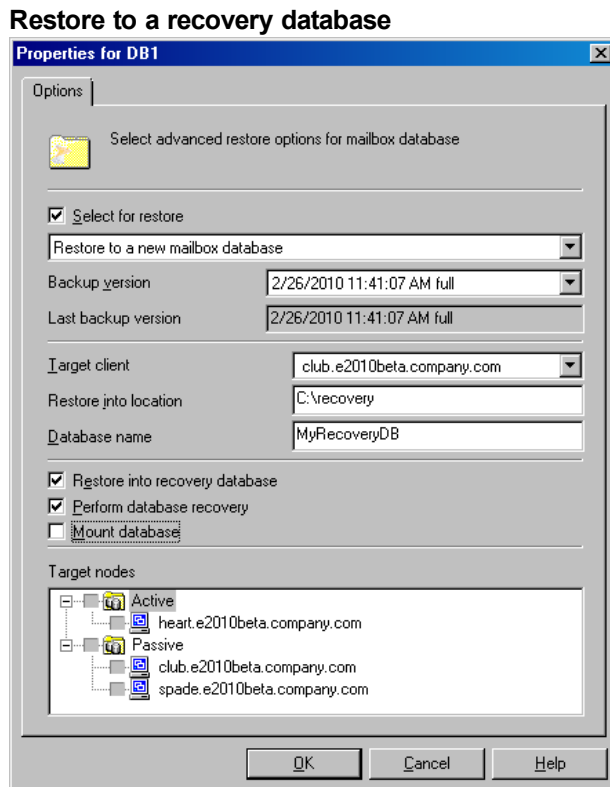 Restore to a recovery database
Properties for DB1
Options
Select advanced restore options for mailbox database
Select for restore
Restore to a new mailbox database
Backup version
2/26/2010 11:41:07 AM full
Last backup version
2/26/2010 11:41:07 AM full
Target client
club.e2010beta.company.com
Restore into location
C:\recovery
Database name
MyRecoveryDB
Restore into recovery database
Perform database recovery
Mount database
Target nodes
Active
heart.e2010beta.company.com
Passive
club.e2010beta.company.com
spade.e2010beta.company.com
OK
Cancel
Help